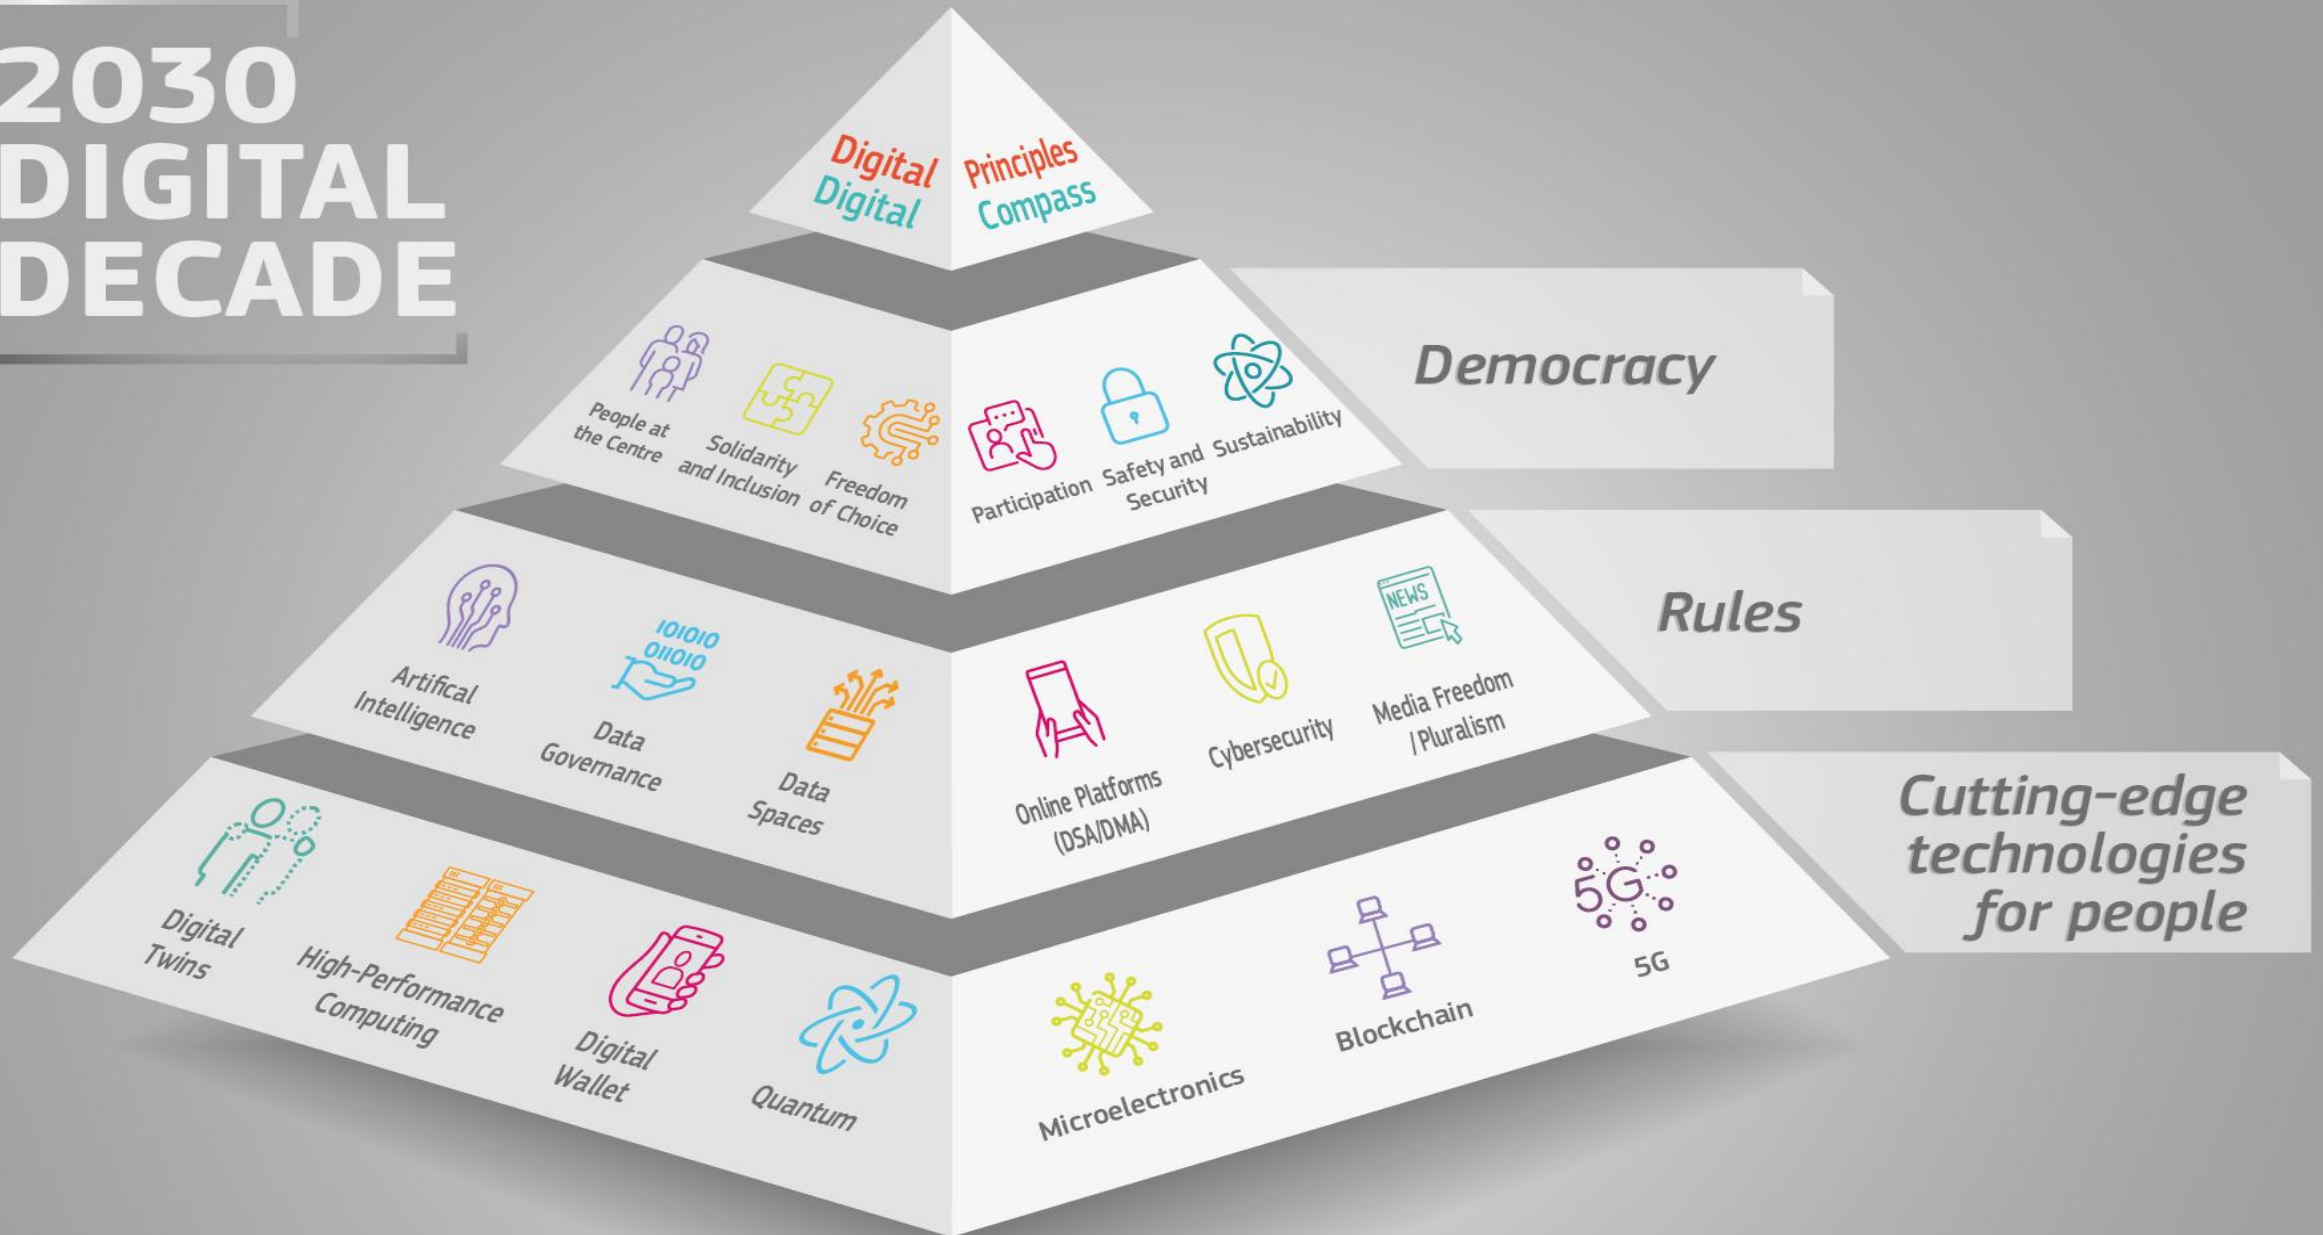 2030
DIGITAL
DECADE
Digital Principles
Digital Compass
People at
the Centre
Solidarity
and Inclusion
Freedom
of Choice
Participation
Safety and
Security
Sustainability
Democracy
Artifical
Intelligence
101010
011010
Data
Governance
Data
Spaces
Online Platforms
(DSA/DMA)
Cybersecurity
NEWS
Media Freedom
/Pluralism
Rules
Digital
Twins
High-Performance
Computing
Digital
Wallet
Quantum
Microelectronics
Blockchain
5G
5G
Cutting-edge
technologies
for people